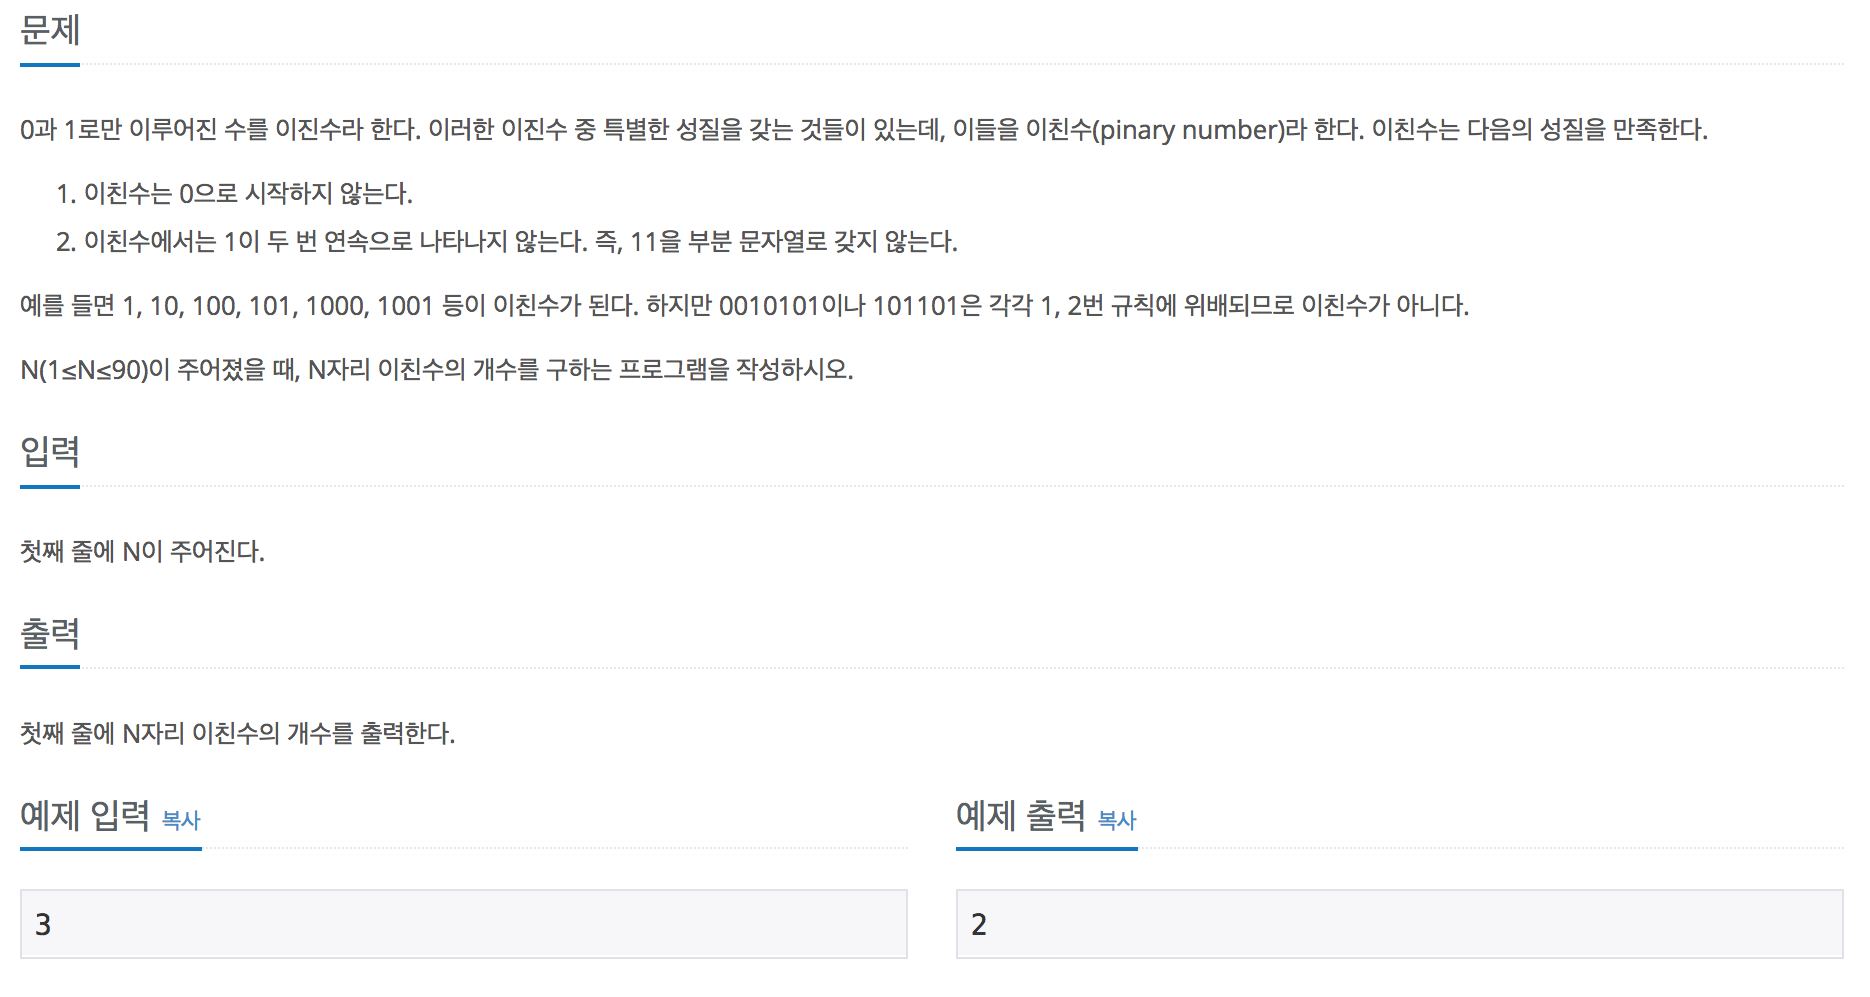 문제
0과 1로만 이루어진 수를 이진수라 한다. 이러한 이진수 중 특별한 성질을 갖는 것들이 있는데, 이들을 이친수(pinary number)라 한다. 이친수는 다음의 성질을 만족한다.
1. 이친수는 0으로 시작하지 않는다.
2. 이친수에서는 1이 두 번 연속으로 나타나지 않는다. 즉, 11을 부분 문자열로 갖지 않는다.
예를 들면 1, 10, 100, 101, 1000, 1001 등이 이친수가 된다. 하지만 0010101이나 101101은 각각 1, 2번 규칙에 위배되므로 이친수가 아니다.
N(1≤N≤90)이 주어졌을 때, N자리 이친수의 개수를 구하는 프로그램을 작성하시오.
입력
첫째 줄에 N이 주어진다.
출력
첫째 줄에 N자리 이친수의 개수를 출력한다.
예제 입력 복사
3
예제 출력 복사
2